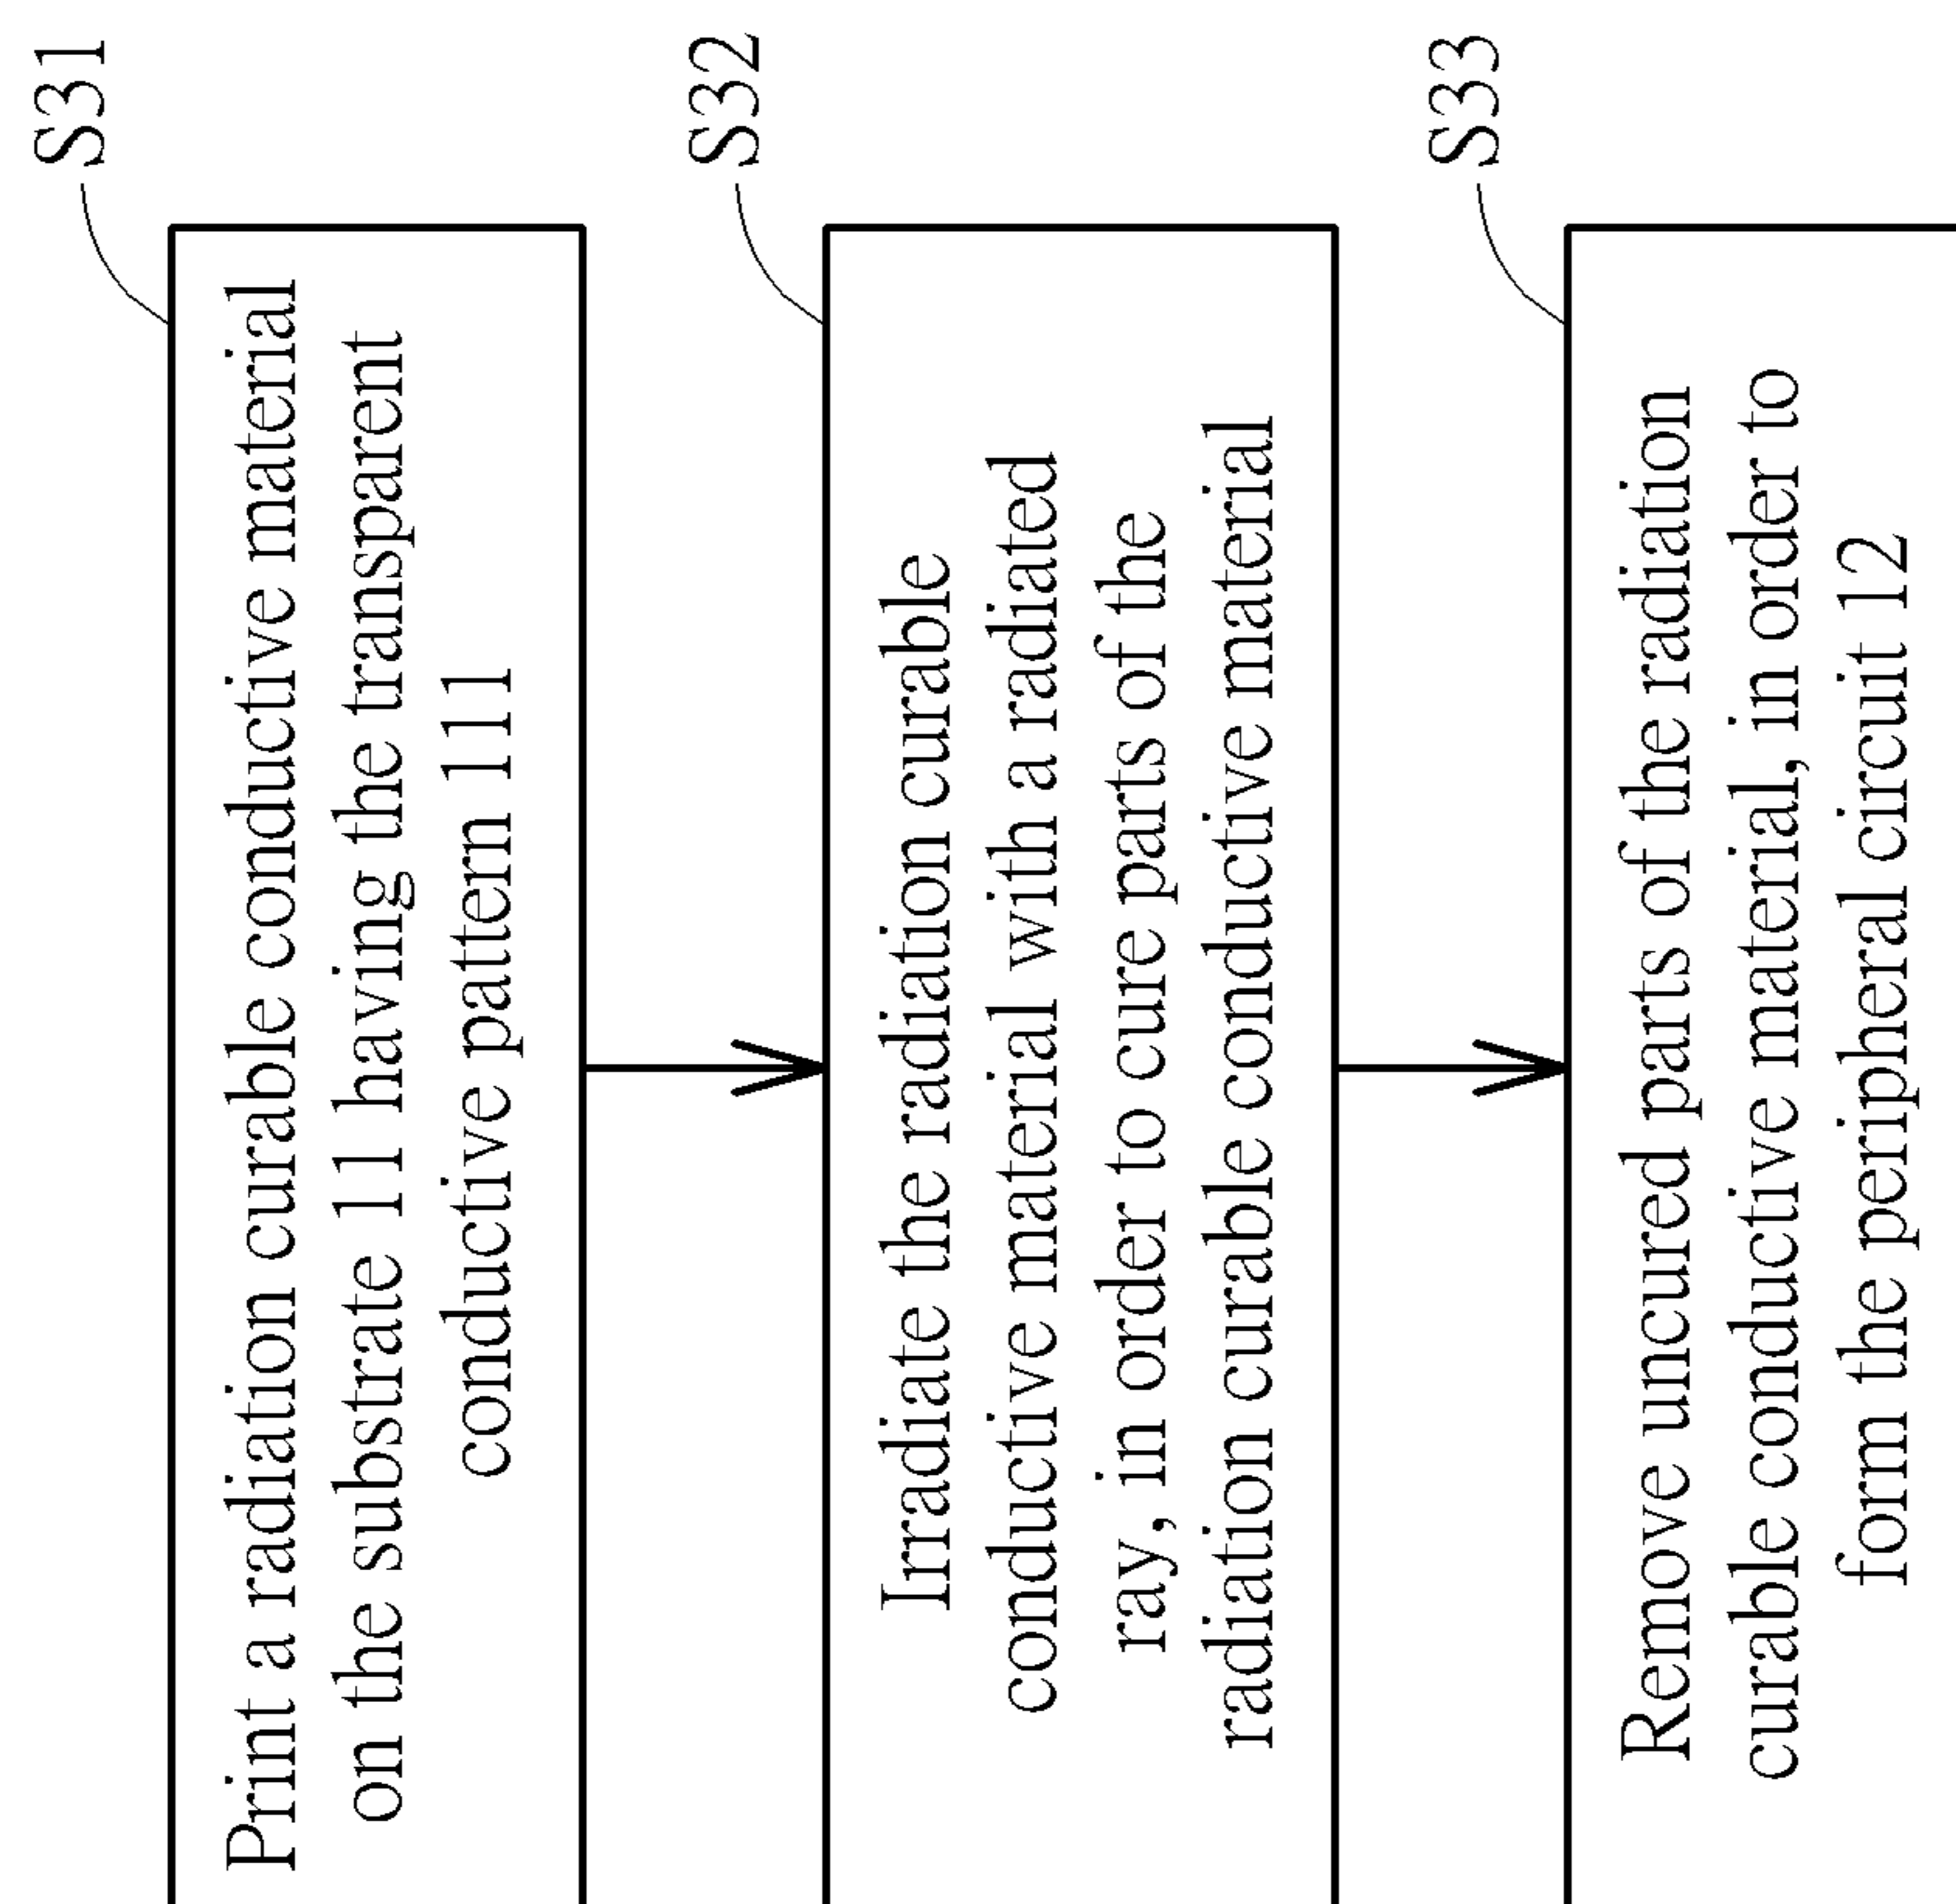 S31
Print a radiation curable conductive material
on the substrate 11 having the transparent
conductive pattern 111
S32
Irradiate the radiation curable
conductive material with a radiated
ray, in order to cure parts of the
radiation curable conductive material
S33
Remove uncured parts of the radiation
curable conductive material, in order to
form the peripheral circuit 12